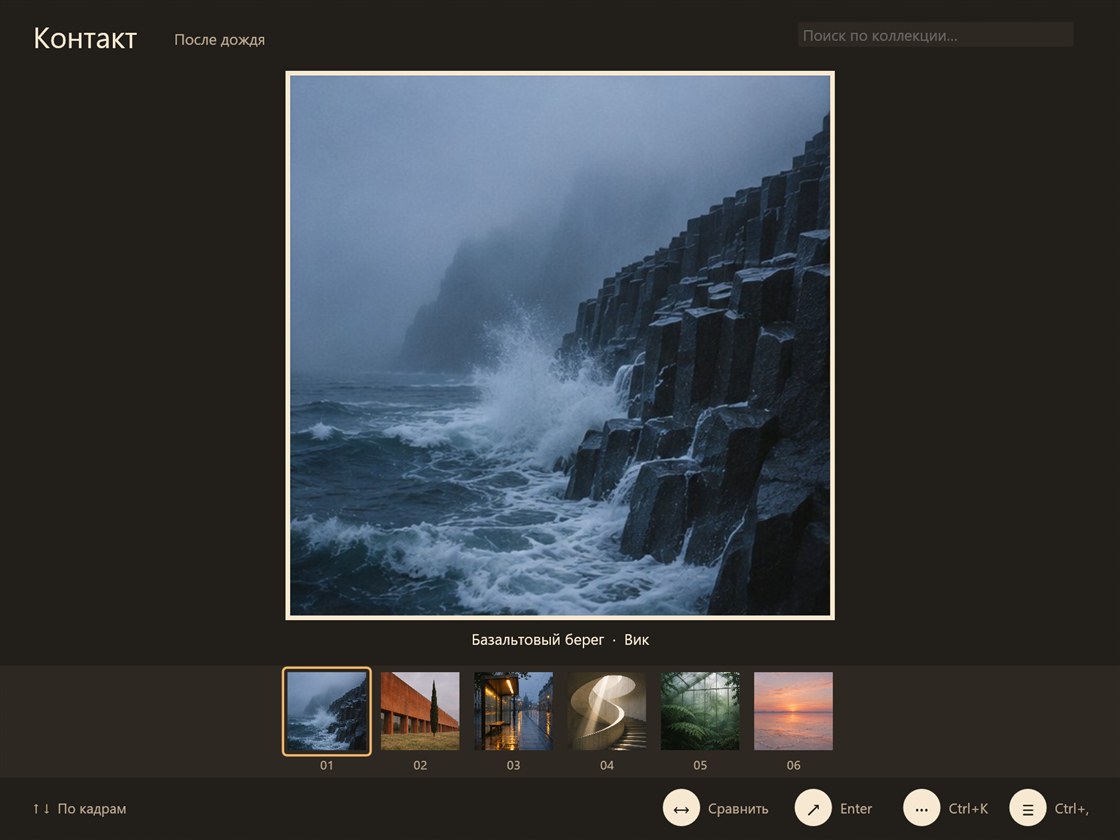 Контакт
После дождя
Поиск по коллекции...
Базальтовый берег · Вик
01 02 03 04 05 06
↑ ↓ По кадрам
Сравнить
Enter
Ctrl+K
Ctrl+,